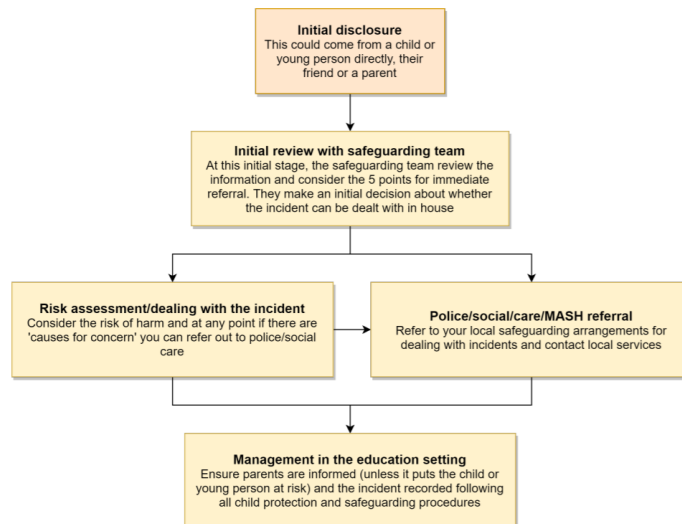 Initial disclosure
This could come from a child or
young person directly, their
friend or a parent
Initial review with safeguarding team
At this initial stage, the safeguarding team review the
information and consider the 5 points for immediate
referral. They make an initial decision about whether
the incident can be dealt with in house
Risk assessment/dealing with the incident
Consider the risk of harm and at any point if there are
'causes for concern' you can refer out to police/social
care
Police/social/care/MASH referral
Refer to your local safeguarding arrangements for
dealing with incidents and contact local services
Management in the education setting
Ensure parents are informed (unless it puts the child or
young person at risk) and the incident recorded following
all child protection and safeguarding procedures